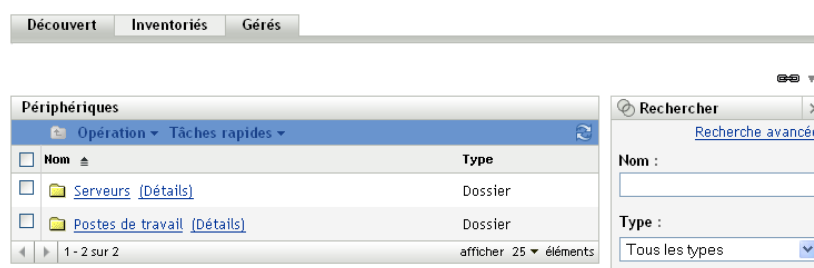 Découvert Inventoriés Gérés
Périphériques
Opération Tâches rapides
Nom Type
Serveurs (Détails) Dossier
Postes de travail (Détails) Dossier
1 - 2 sur 2 afficher 25 éléments
Rechercher
Recherche avancée
Nom :
Type :
Tous les types